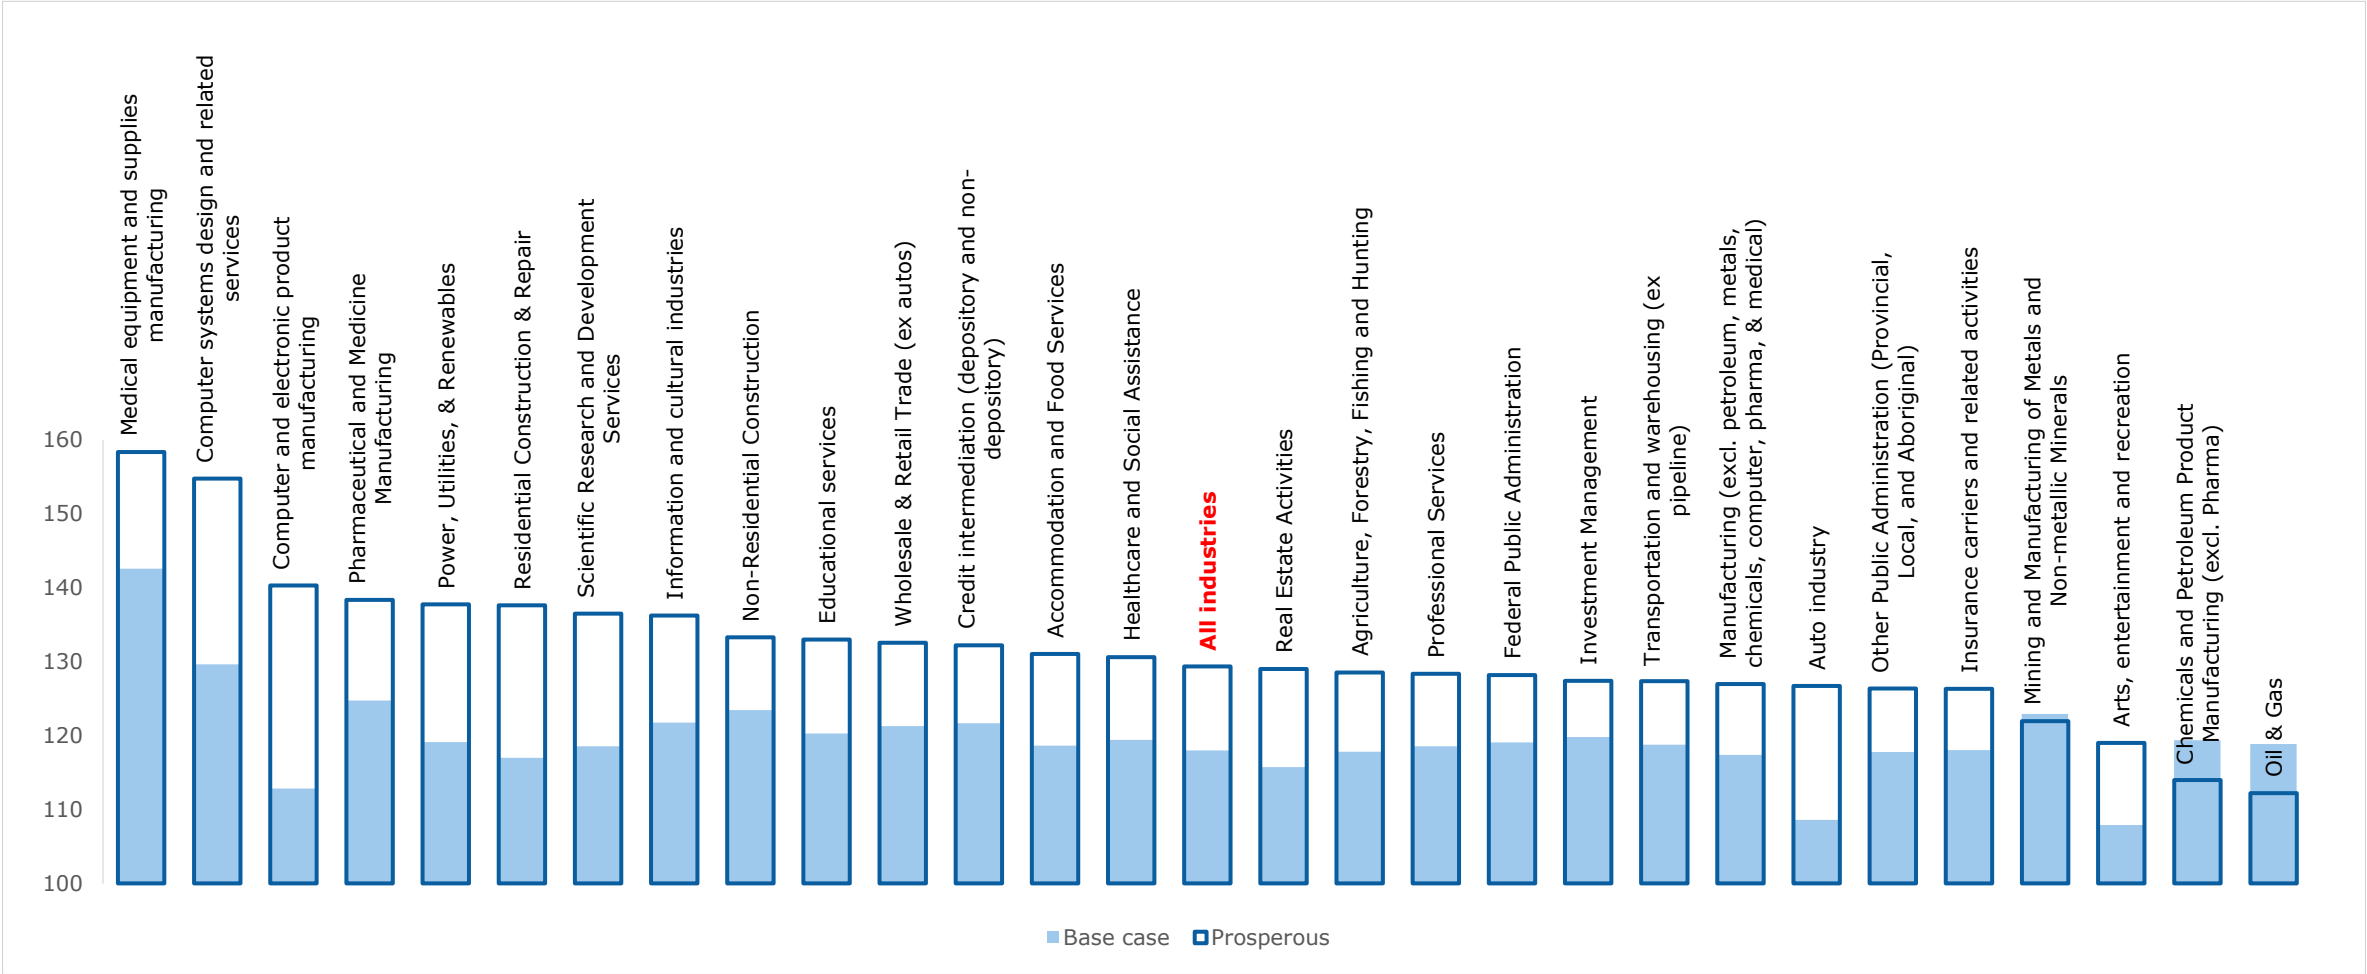 Medical equipment and supplies
manufacturing
Computer systems design and related
services
Computer and electronic product
manufacturing
Pharmaceutical and Medicine
Manufacturing
Power, Utilities, & Renewables
Residential Construction & Repair
Scientific Research and Development
Services
Information and cultural industries
Non-Residential Construction
Educational services
Wholesale & Retail Trade (ex autos)
Credit intermediation (depository and non-
depository)
Accommodation and Food Services
Healthcare and Social Assistance
All industries
Real Estate Activities
Agriculture, Forestry, Fishing and Hunting
Professional Services
Federal Public Administration
Investment Management
Transportation and warehousing (ex
pipeline)
Manufacturing (excl. petroleum, metals,
chemicals, computer, pharma, & medical)
Auto industry
Other Public Administration (Provincial,
Local, and Aboriginal)
Insurance carriers and related activities
Mining and Manufacturing of Metals and
Non-metallic Minerals
Arts, entertainment and recreation
Chemicals and Petroleum Product
Manufacturing (excl. Pharma)
Oil & Gas
160
150
140
130
120
110
100
Base case
Prosperous